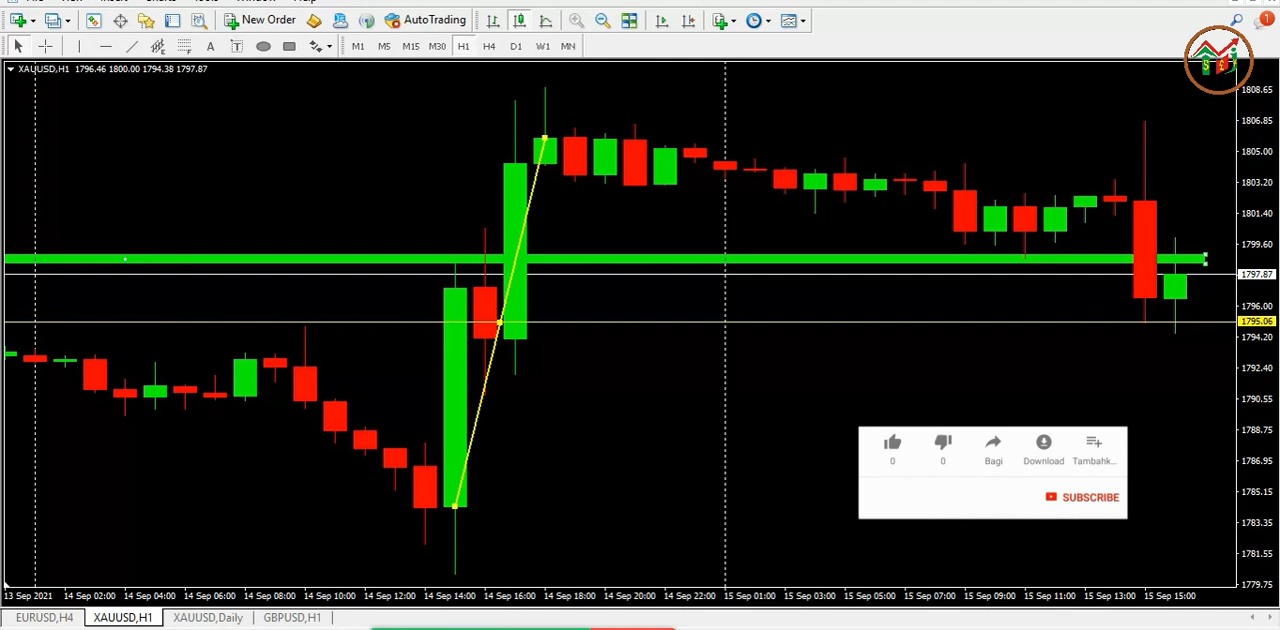 New Order
AutoTrading
A
T
M1 M5 M15 M30 H1 H4 D1 W1 MN
1
XAUUSD,H1 1796.46 1800.00 1794.38 1797.87
$ £
1808.65
1806.85
1805.00
1803.20
1801.40
1799.60
1797.87
1796.00
1795.06
1794.20
1792.40
1790.55
1788.75
1786.95
1785.15
1783.35
1781.55
1779.75
0 0 Bagi Download Tambahk...
SUBSCRIBE
13 Sep 2021 14 Sep 02:00 14 Sep 04:00 14 Sep 06:00 14 Sep 08:00 14 Sep 10:00 14 Sep 12:00 14 Sep 14:00 14 Sep 16:00 14 Sep 18:00 14 Sep 20:00 14 Sep 22:00 15 Sep 01:00 15 Sep 03:00 15 Sep 05:00 15 Sep 07:00 15 Sep 09:00 15 Sep 11:00 15 Sep 13:00 15 Sep 15:00
EURUSD,H4 XAUUSD,H1 XAUUSD,Daily GBPUSD,H1